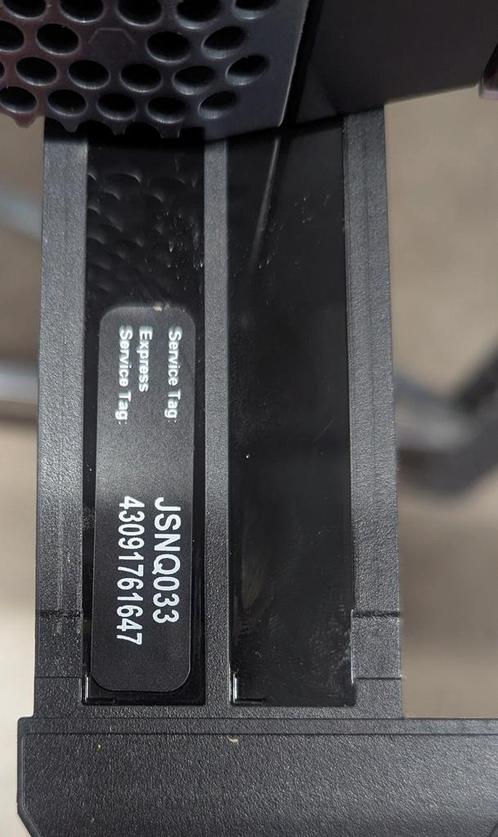 Service Tag: JSNQ033
Express
Service Tag: 43091761647